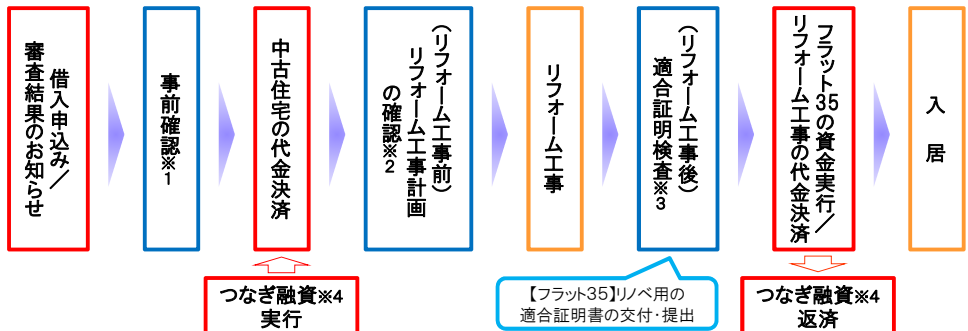 借入申込み／
審査結果のお知らせ
事前確認※1
中古住宅の代金決済
（リフォーム工事前）
リフォーム工事計画
の確認※2
リフォーム工事
（リフォーム工事後）
適合証明検査※3
フラット35の資金実行／
リフォーム工事の代金決済
入居
つなぎ融資※4
実行
【フラット35】リノベ用の
適合証明書の交付・提出
つなぎ融資※4
返済